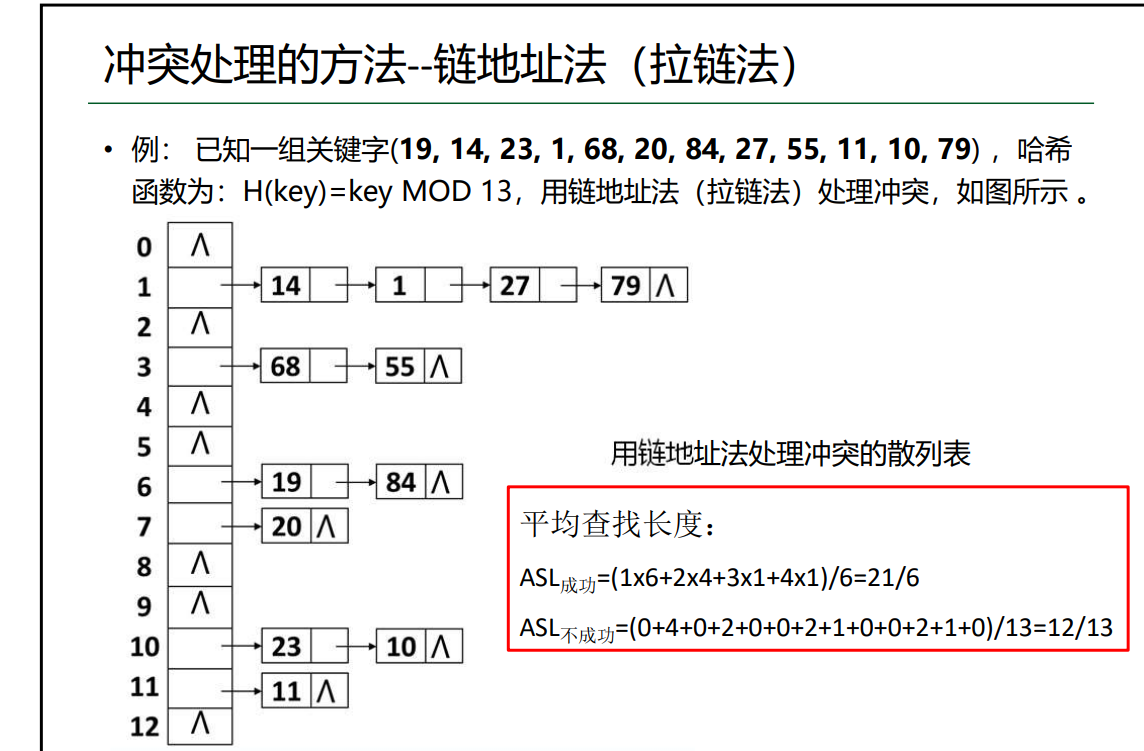 冲突处理的方法--链地址法（拉链法）
• 例： 已知一组关键字(19, 14, 23, 1, 68, 20, 84, 27, 55, 11, 10, 79) ，哈希
函数为：H(key)=key MOD 13，用链地址法（拉链法）处理冲突，如图所示 。
0 Λ
1 14 1 27 79 Λ
2 Λ
3 68 55 Λ
4 Λ
5 Λ
6 19 84 Λ
7 20 Λ
8 Λ
9 Λ
10 23 10 Λ
11 11 Λ
12 Λ
用链地址法处理冲突的散列表
平均查找长度：
ASL成功=(1x6+2x4+3x1+4x1)/6=21/6
ASL不成功=(0+4+0+2+0+0+2+1+0+0+2+1+0)/13=12/13